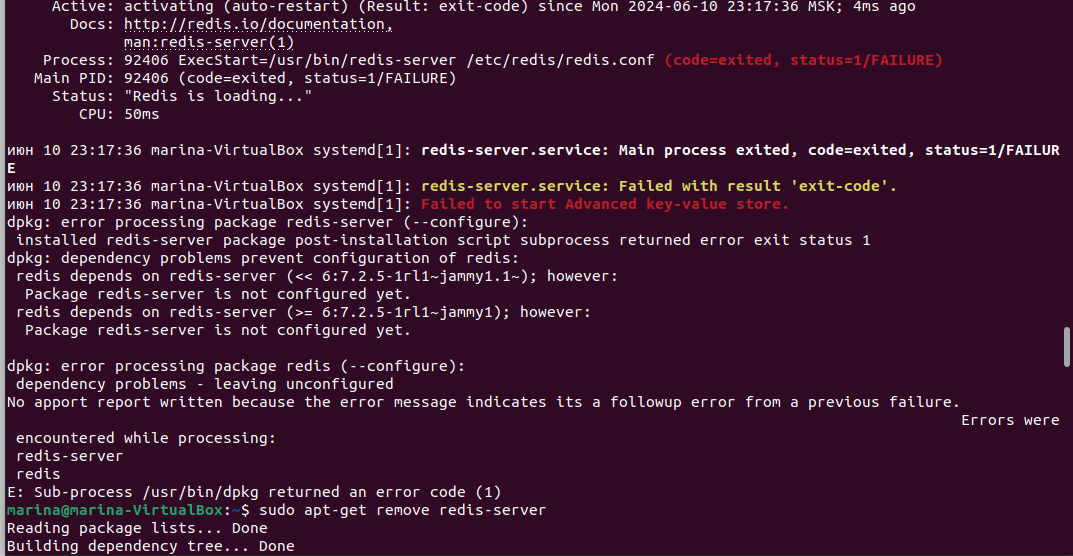 Active: activating (auto-restart) (Result: exit-code) since Mon 2024-06-10 23:17:36 MSK; 4ms ago
Docs: http://redis.io/documentation,
man:redis-server(1)
Process: 92406 ExecStart=/usr/bin/redis-server /etc/redis/redis.conf (code=exited, status=1/FAILURE)
Main PID: 92406 (code=exited, status=1/FAILURE)
Status: "Redis is loading..."
CPU: 50ms
июн 10 23:17:36 marina-VirtualBox systemd[1]: redis-server.service: Main process exited, code=exited, status=1/FAILUR
E
июн 10 23:17:36 marina-VirtualBox systemd[1]: redis-server.service: Failed with result 'exit-code'.
июн 10 23:17:36 marina-VirtualBox systemd[1]: Failed to start Advanced key-value store.
dpkg: error processing package redis-server (--configure):
installed redis-server package post-installation script subprocess returned error exit status 1
dpkg: dependency problems prevent configuration of redis:
redis depends on redis-server (<< 6:7.2.5-1rl1~jammy1.1~); however:
Package redis-server is not configured yet.
redis depends on redis-server (>= 6:7.2.5-1rl1~jammy1); however:
Package redis-server is not configured yet.
dpkg: error processing package redis (--configure):
dependency problems - leaving unconfigured
No apport report written because the error message indicates its a followup error from a previous failure.
Errors were
encountered while processing:
redis-server
redis
E: Sub-process /usr/bin/dpkg returned an error code (1)
marina@marina-VirtualBox:~$ sudo apt-get remove redis-server
Reading package lists... Done
Building dependency tree... Done